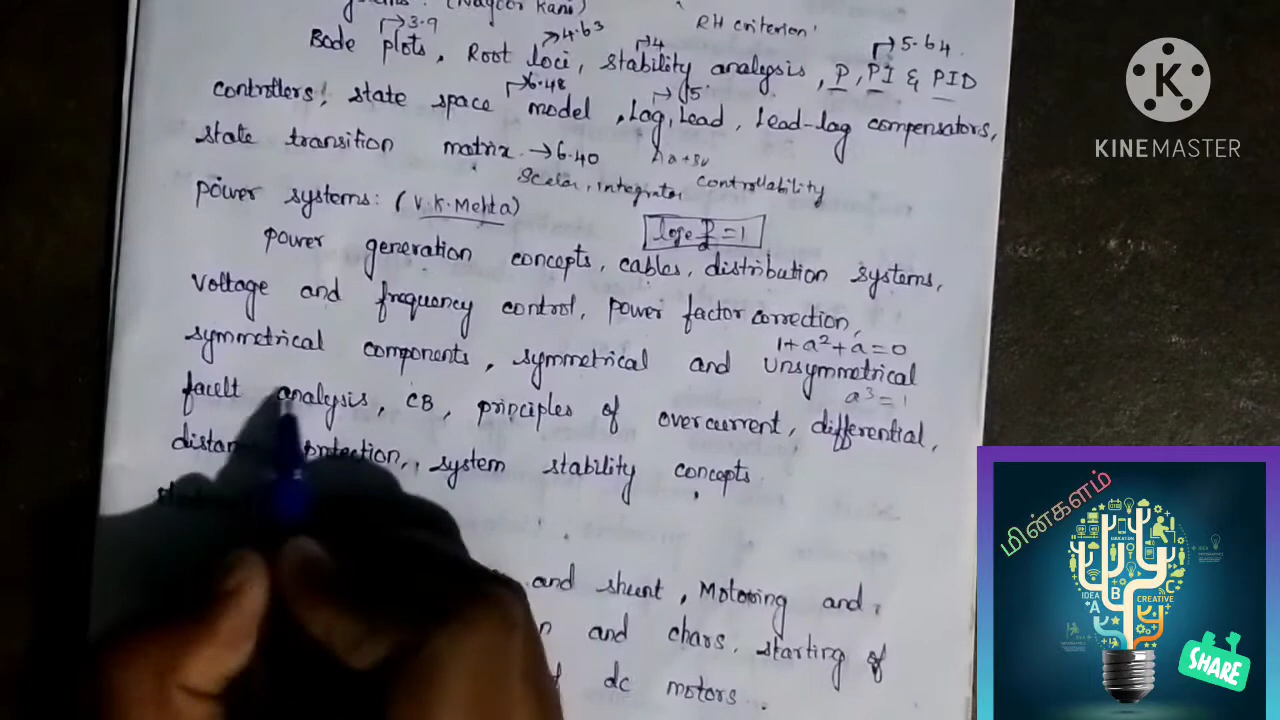 (Nagoor Kani)
RH criterion
3.9 4.63 4 5.64
Bode plots, Root loci, stability analysis, P, PI & PID
6.48 5
controllers, state space model, Lag, Lead, Lead-lag compensators,
state transition matrix → 6.40
scalar, integrator controllability
power systems: (V.K. Mehta)
power generation concepts, cables, distribution systems,
voltage and frequency control, power factor correction,
1+a²+a=0
symmetrical components, symmetrical and unsymmetrical
a³=1
fault analysis, CB, principles of overcurrent, differential,
protection, system stability concepts
and shunt, Motoring and
and chars, starting of
dc motors.
K
KINEMASTER
மின்களம்
IDEA
A
B
CREATIVE
SHARE